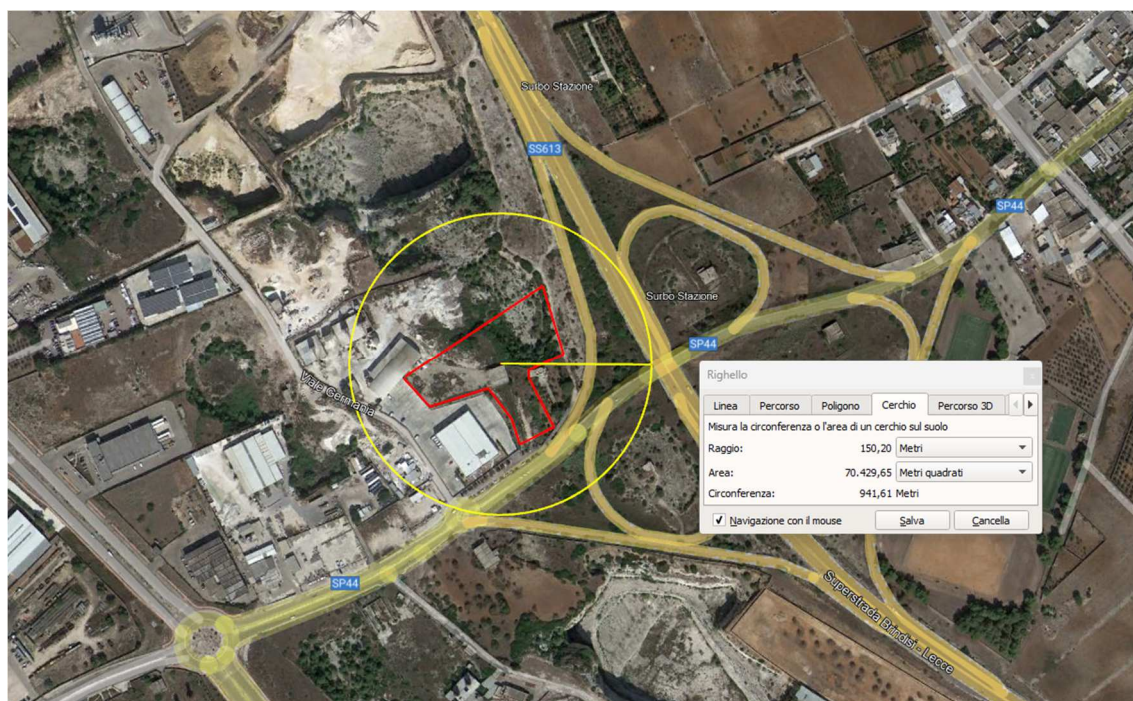 Surbo Stazione
SS613
SP44
Surbo Stazione
SP44
Viale Germania
SP44
Superstrada Brindisi - Lecce
Righello
Linea Percorso Poligono Cerchio Percorso 3D
Misura la circonferenza o l'area di un cerchio sul suolo
Raggio: 150,20 Metri
Area: 70.429,65 Metri quadrati
Circonferenza: 941,61 Metri
Navigazione con il mouse Salva Cancella